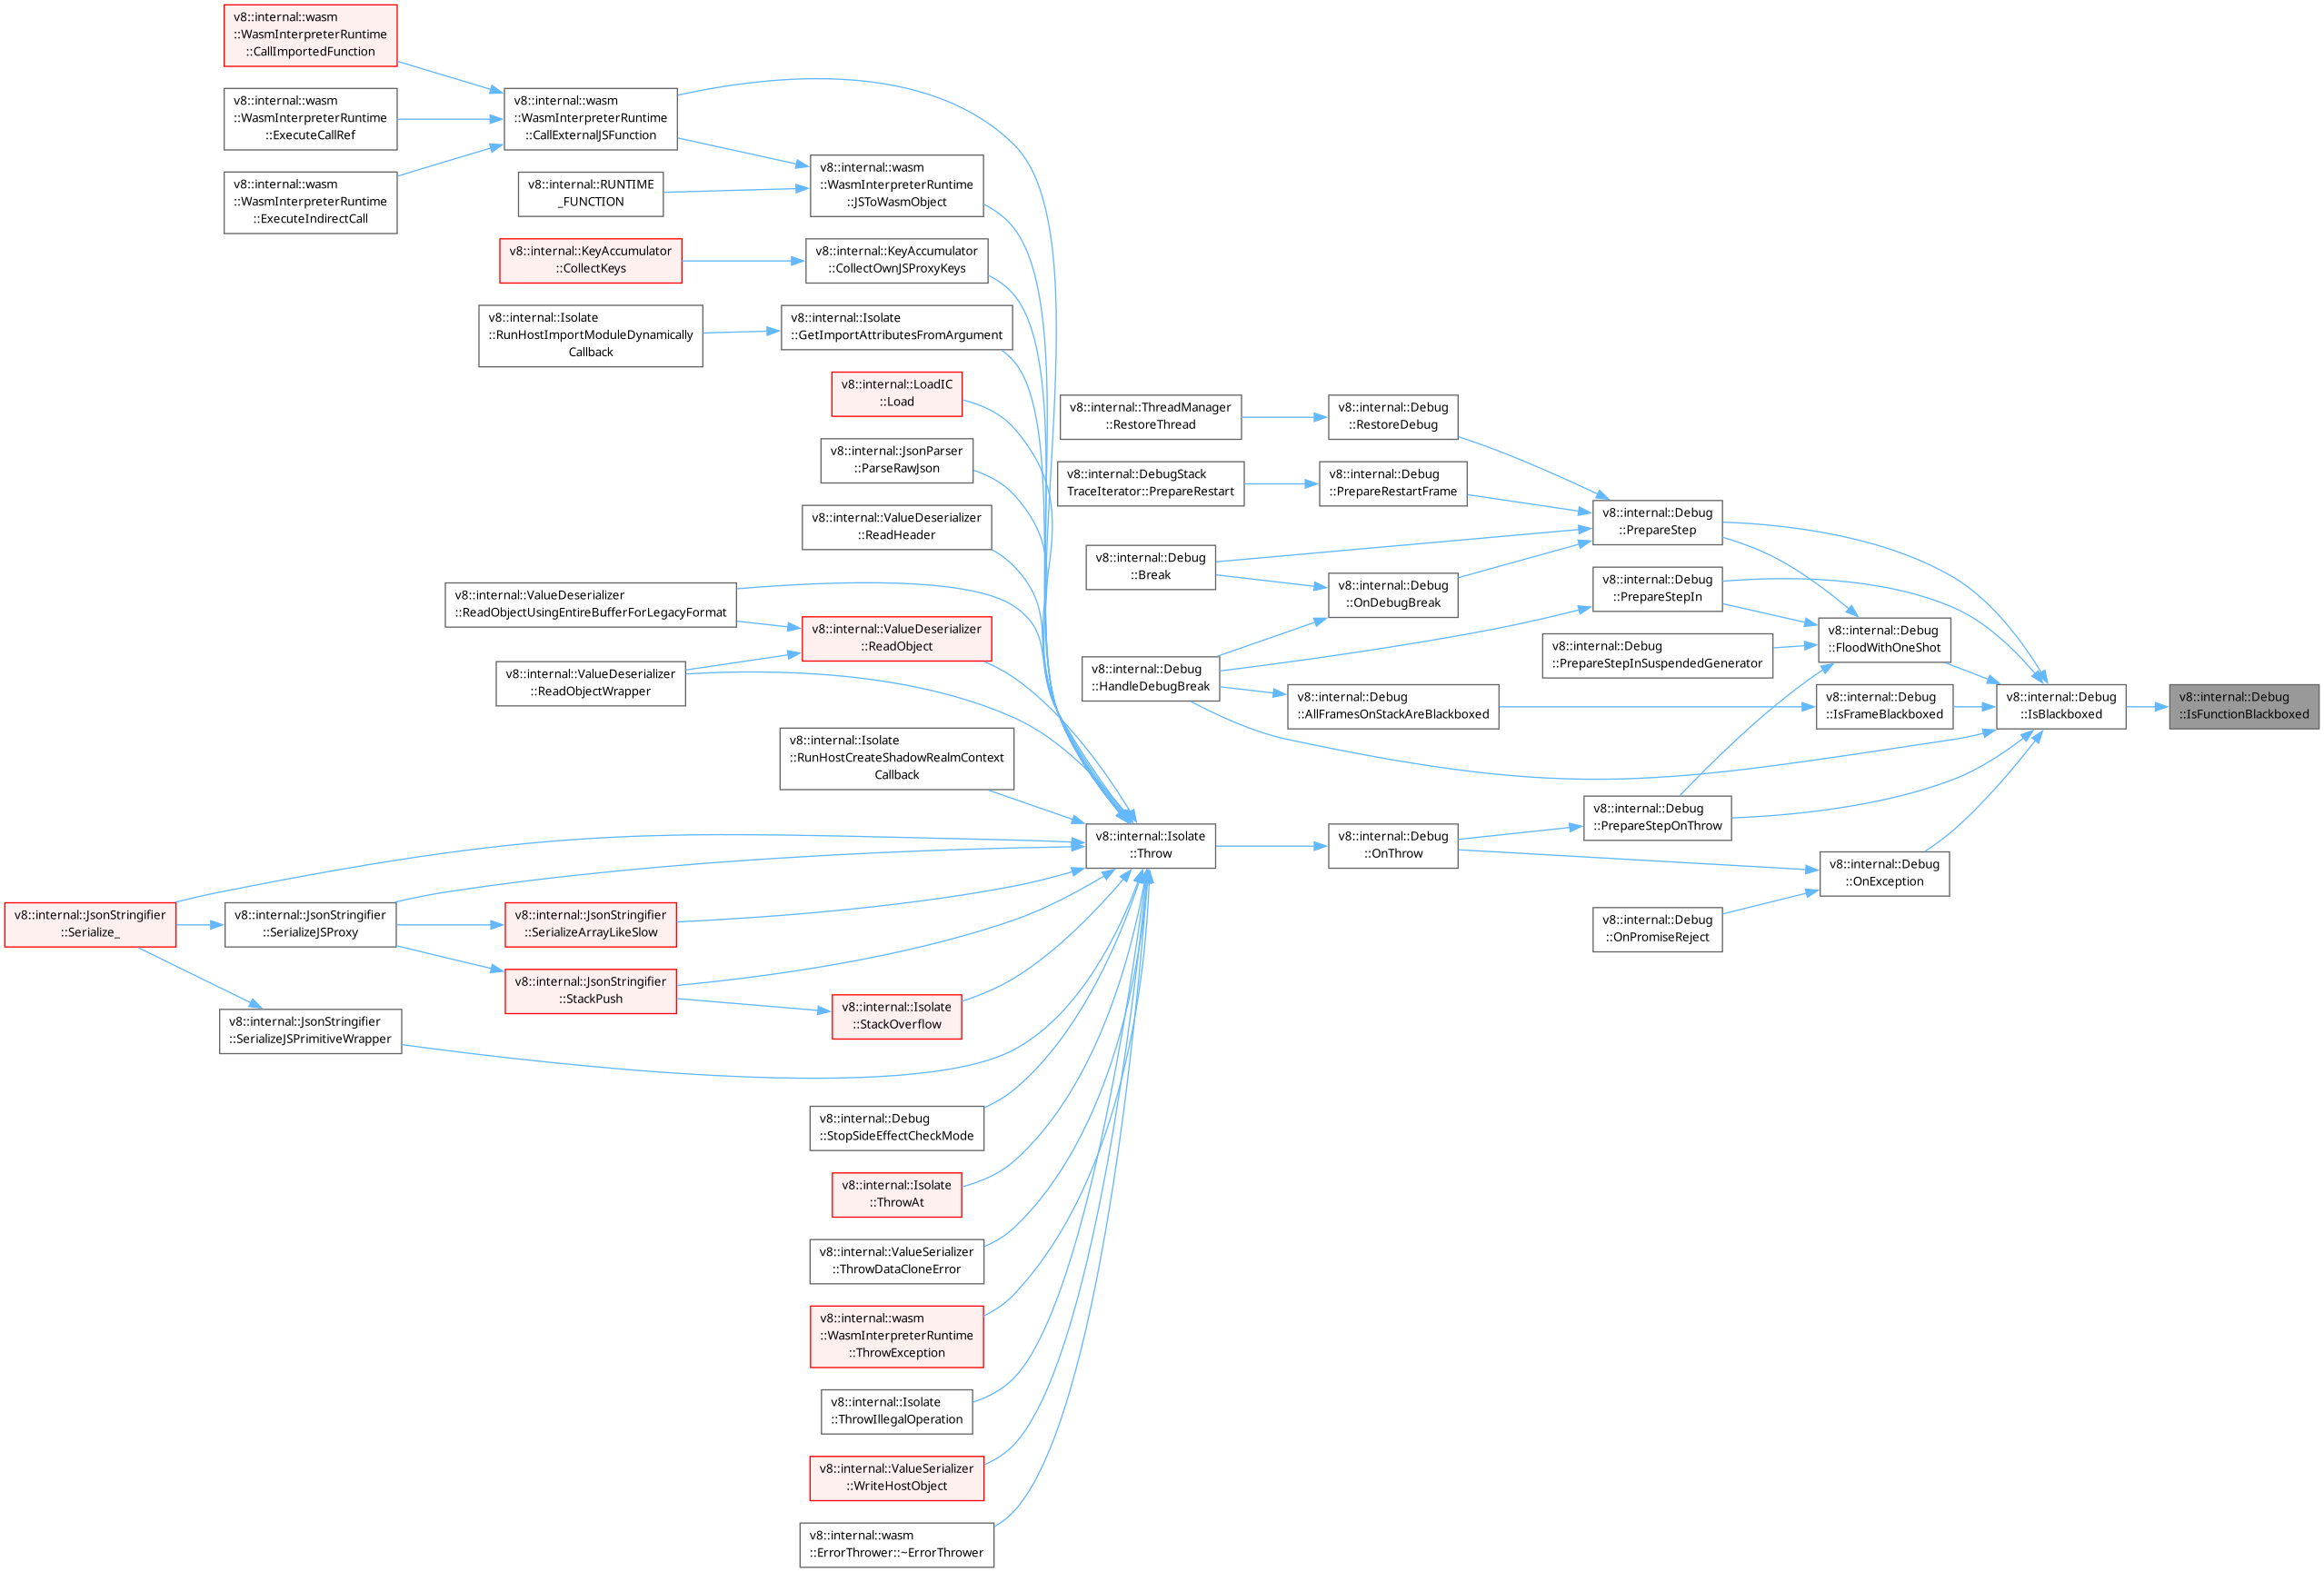 v8::internal::wasm
::WasmInterpreterRuntime
::CallImportedFunction
v8::internal::wasm
::WasmInterpreterRuntime
::ExecuteCallRef
v8::internal::wasm
::WasmInterpreterRuntime
::ExecuteIndirectCall
v8::internal::wasm
::WasmInterpreterRuntime
::CallExternalJSFunction
v8::internal::RUNTIME
_FUNCTION
v8::internal::wasm
::WasmInterpreterRuntime
::JSToWasmObject
v8::internal::KeyAccumulator
::CollectKeys
v8::internal::KeyAccumulator
::CollectOwnJSProxyKeys
v8::internal::Isolate
::RunHostImportModuleDynamically
Callback
v8::internal::Isolate
::GetImportAttributesFromArgument
v8::internal::LoadIC
::Load
v8::internal::JsonParser
::ParseRawJson
v8::internal::ValueDeserializer
::ReadHeader
v8::internal::ValueDeserializer
::ReadObjectUsingEntireBufferForLegacyFormat
v8::internal::ValueDeserializer
::ReadObject
v8::internal::ValueDeserializer
::ReadObjectWrapper
v8::internal::Isolate
::RunHostCreateShadowRealmContext
Callback
v8::internal::JsonStringifier
::Serialize_
v8::internal::JsonStringifier
::SerializeJSProxy
v8::internal::JsonStringifier
::SerializeArrayLikeSlow
v8::internal::JsonStringifier
::StackPush
v8::internal::Isolate
::StackOverflow
v8::internal::JsonStringifier
::SerializeJSPrimitiveWrapper
v8::internal::Debug
::StopSideEffectCheckMode
v8::internal::Isolate
::ThrowAt
v8::internal::ValueSerializer
::ThrowDataCloneError
v8::internal::wasm
::WasmInterpreterRuntime
::ThrowException
v8::internal::Isolate
::ThrowIllegalOperation
v8::internal::ValueSerializer
::WriteHostObject
v8::internal::wasm
::ErrorThrower::~ErrorThrower
v8::internal::ThreadManager
::RestoreThread
v8::internal::Debug
::RestoreDebug
v8::internal::DebugStack
TraceIterator::PrepareRestart
v8::internal::Debug
::PrepareRestartFrame
v8::internal::Debug
::Break
v8::internal::Debug
::OnDebugBreak
v8::internal::Debug
::HandleDebugBreak
v8::internal::Debug
::AllFramesOnStackAreBlackboxed
v8::internal::Isolate
::Throw
v8::internal::Debug
::OnThrow
v8::internal::Debug
::PrepareStep
v8::internal::Debug
::PrepareStepIn
v8::internal::Debug
::PrepareStepInSuspendedGenerator
v8::internal::Debug
::PrepareStepOnThrow
v8::internal::Debug
::OnPromiseReject
v8::internal::Debug
::FloodWithOneShot
v8::internal::Debug
::IsFrameBlackboxed
v8::internal::Debug
::OnException
v8::internal::Debug
::IsBlackboxed
v8::internal::Debug
::IsFunctionBlackboxed